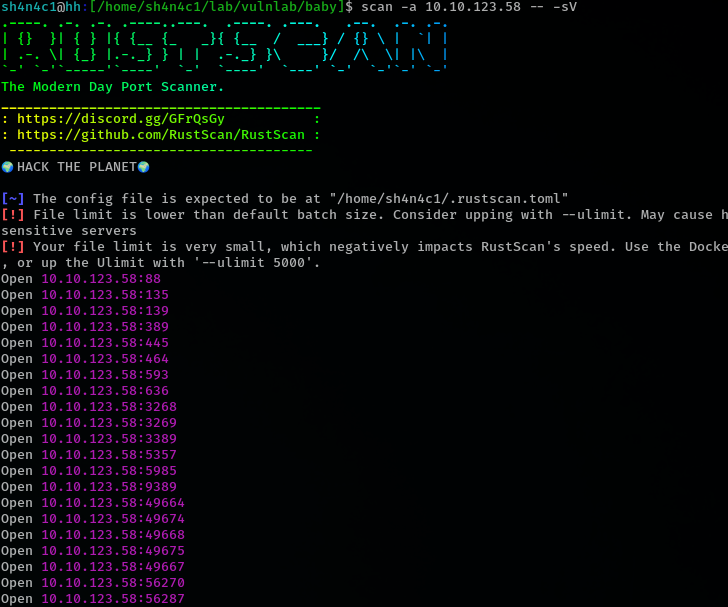 sh4n4c1@hh:[/home/sh4n4c1/lab/vulnlab/baby]$ scan -a 10.10.123.58 -- -sV
.----. .-. .-. .----..---.  .----. .---.   .--.  .-. .-.
| {}  }| { } |{ {__ {_   _}{ {__  /  ___} / {} \ |  `| |
| .-. \| {_} |.-._} } | |  .-._} }\     }/  /\  \| |\  |
`-' `-'`-----'`----'  `-'  `----'  `---' `-'  `-'`-' `-'
The Modern Day Port Scanner.
________________________________________
: https://discord.gg/GFrQsGy           :
: https://github.com/RustScan/RustScan :
 --------------------------------------
🌍HACK THE PLANET🌍
[~] The config file is expected to be at "/home/sh4n4c1/.rustscan.toml"
[!] File limit is lower than default batch size. Consider upping with --ulimit. May cause h
sensitive servers
[!] Your file limit is very small, which negatively impacts RustScan's speed. Use the Docke
, or up the Ulimit with '--ulimit 5000'.
Open 10.10.123.58:88
Open 10.10.123.58:135
Open 10.10.123.58:139
Open 10.10.123.58:389
Open 10.10.123.58:445
Open 10.10.123.58:464
Open 10.10.123.58:593
Open 10.10.123.58:636
Open 10.10.123.58:3268
Open 10.10.123.58:3269
Open 10.10.123.58:3389
Open 10.10.123.58:5357
Open 10.10.123.58:5985
Open 10.10.123.58:9389
Open 10.10.123.58:49664
Open 10.10.123.58:49674
Open 10.10.123.58:49668
Open 10.10.123.58:49675
Open 10.10.123.58:49667
Open 10.10.123.58:56270
Open 10.10.123.58:56287